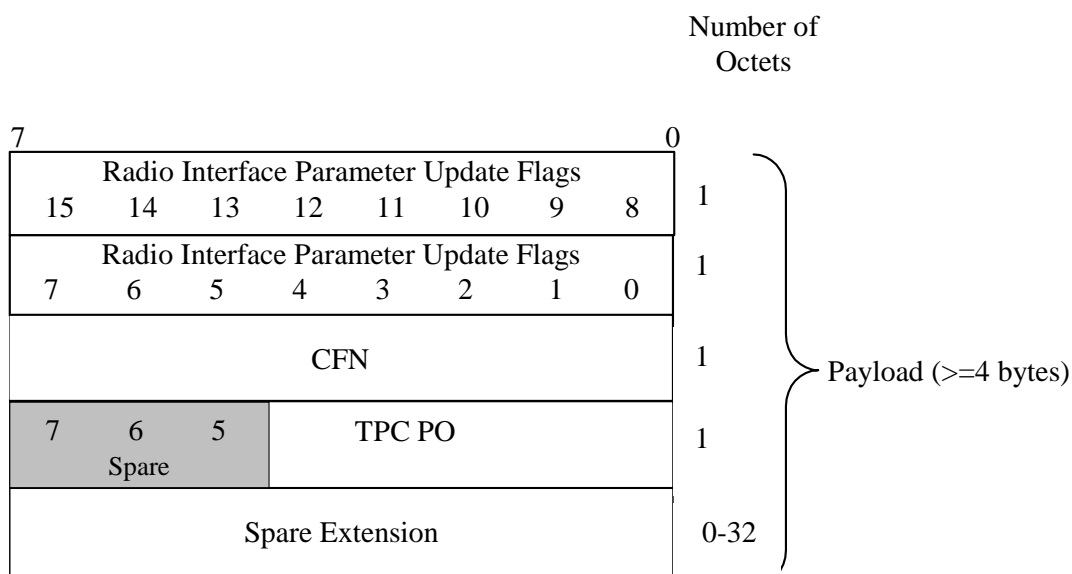 Number of
Octets
7 0
Radio Interface Parameter Update Flags
15 14 13 12 11 10 9 8
1
Radio Interface Parameter Update Flags
7 6 5 4 3 2 1 0
1
CFN
1
Payload (>=4 bytes)
7 6 5 TPC PO
Spare
1
Spare Extension
0-32